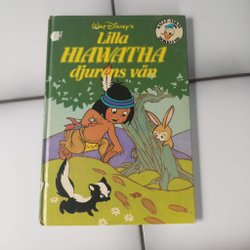 Walt Disney's
Lilla
HIAWATHA
djurens vän